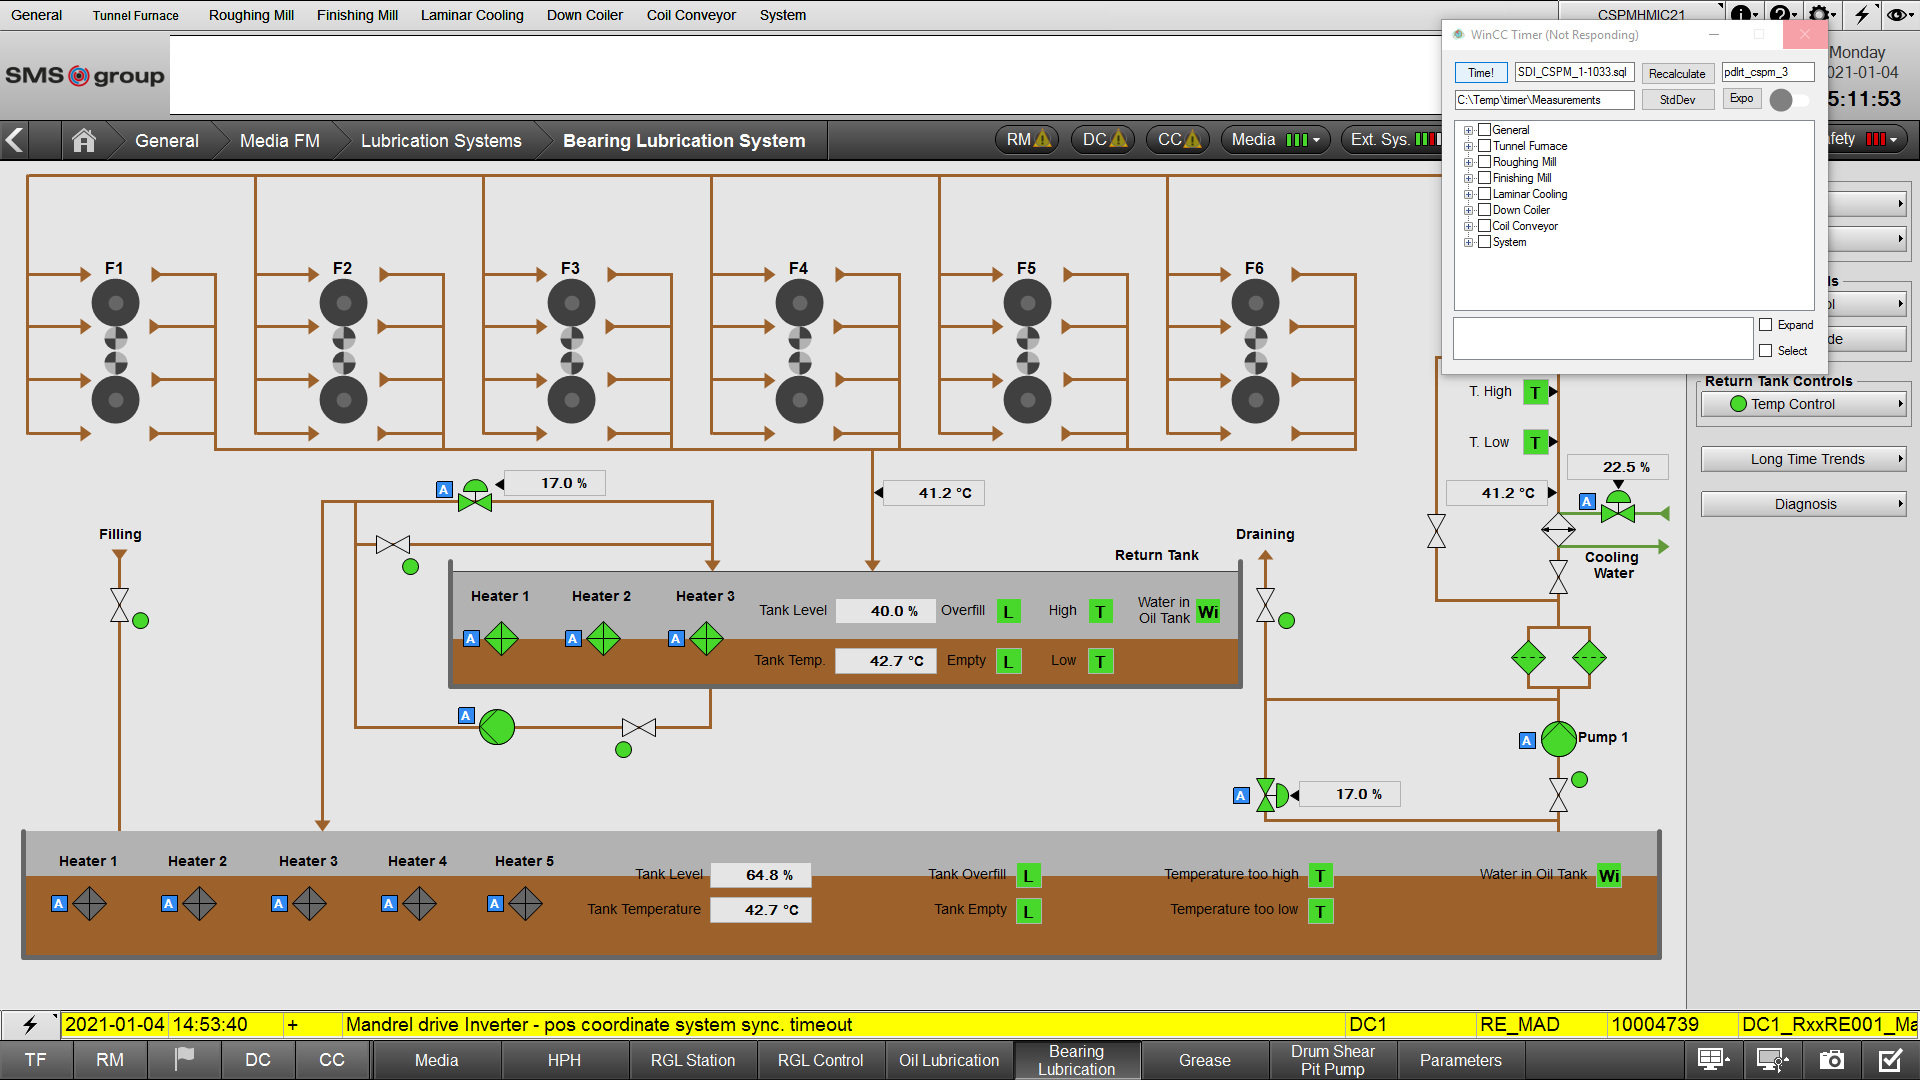 General Tunnel Furnace Roughing Mill Finishing Mill Laminar Cooling Down Coiler Coil Conveyor System CSPMHMIC21
SMS group
WinCC Timer (Not Responding)
Monday
021-01-04
5:11:53
Time! SDI_CSPM_1-1033.sql Recalculate pdlrt_cspm_3
C:\Temp\timer\Measurements StdDev Expo
General
Tunnel Furnace
Roughing Mill
Finishing Mill
Laminar Cooling
Down Coiler
Coil Conveyor
System
Expand
Select
General Media FM Lubrication Systems Bearing Lubrication System RM DC CC Media Ext. Sys. fety
F1 F2 F3 F4 F5 F6
ls
ol
de
Return Tank Controls
Temp Control
Long Time Trends
Diagnosis
T. High T
T. Low T
22.5 %
A 17.0 % 41.2 °C 41.2 °C A
Filling Draining
Return Tank
Cooling
Water
Heater 1 Heater 2 Heater 3
Tank Level 40.0 % Overfill L High T Water in
Oil Tank Wi
A A A
Tank Temp. 42.7 °C Empty L Low T
A
A Pump 1
A 17.0 %
Heater 1 Heater 2 Heater 3 Heater 4 Heater 5
Tank Level 64.8 % Tank Overfill L Temperature too high T Water in Oil Tank Wi
A A A A A
Tank Temperature 42.7 °C Tank Empty L Temperature too low T
2021-01-04 14:53:40 + Mandrel drive Inverter - pos coordinate system sync. timeout DC1 RE_MAD 10004739 DC1_RxxRE001_Ma
TF RM DC CC Media HPH RGL Station RGL Control Oil Lubrication Bearing
Lubrication Grease Drum Shear
Pit Pump Parameters